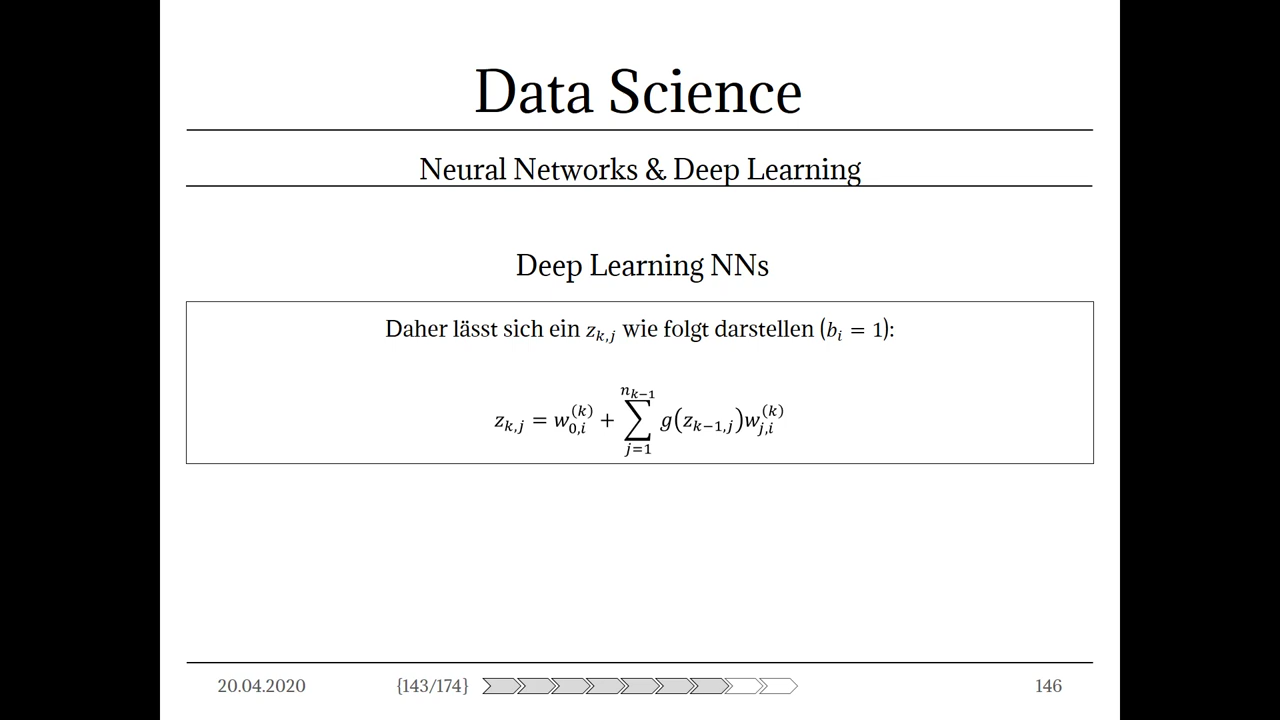 Data Science
Neural Networks & Deep Learning
Deep Learning NNs
Daher lässt sich ein z_{k,j} wie folgt darstellen (b_i = 1):
z_{k,j} = w_{0,i}^{(k)} + \sum_{j=1}^{n_{k-1}} g(z_{k-1,j}) w_{j,i}^{(k)}
20.04.2020 {143/174} 146